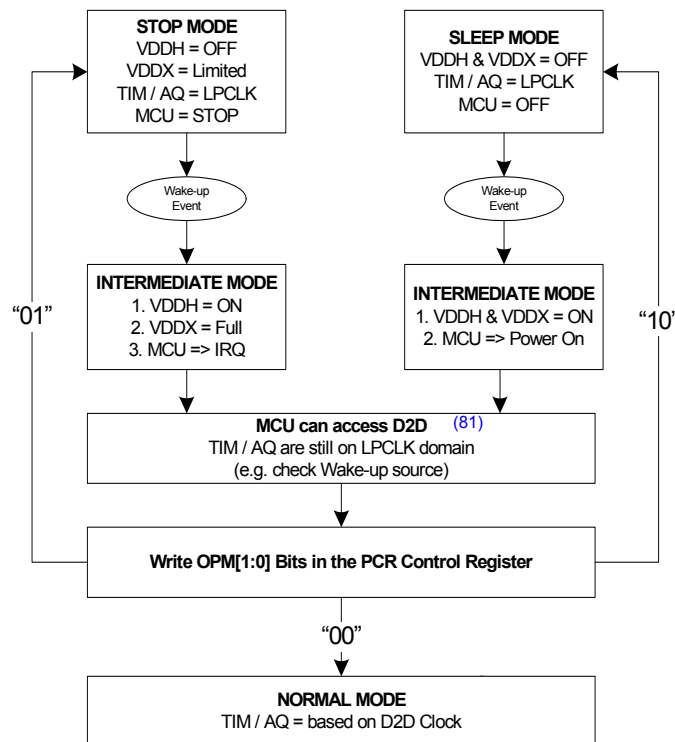 STOP MODE
VDDH = OFF
VDDX = Limited
TIM / AQ = LPCLK
MCU = STOP
SLEEP MODE
VDDH & VDDX = OFF
TIM / AQ = LPCLK
MCU = OFF
Wake-up
Event
Wake-up
Event
INTERMEDIATE MODE
1. VDDH = ON
2. VDDX = Full
3. MCU => IRQ
INTERMEDIATE MODE
1. VDDH & VDDX = ON
2. MCU => Power On
“01”
“10’
MCU can access D2D (81)
TIM / AQ are still on LPCLK domain
(e.g. check Wake-up source)
Write OPM[1:0] Bits in the PCR Control Register
“00”
NORMAL MODE
TIM / AQ = based on D2D Clock